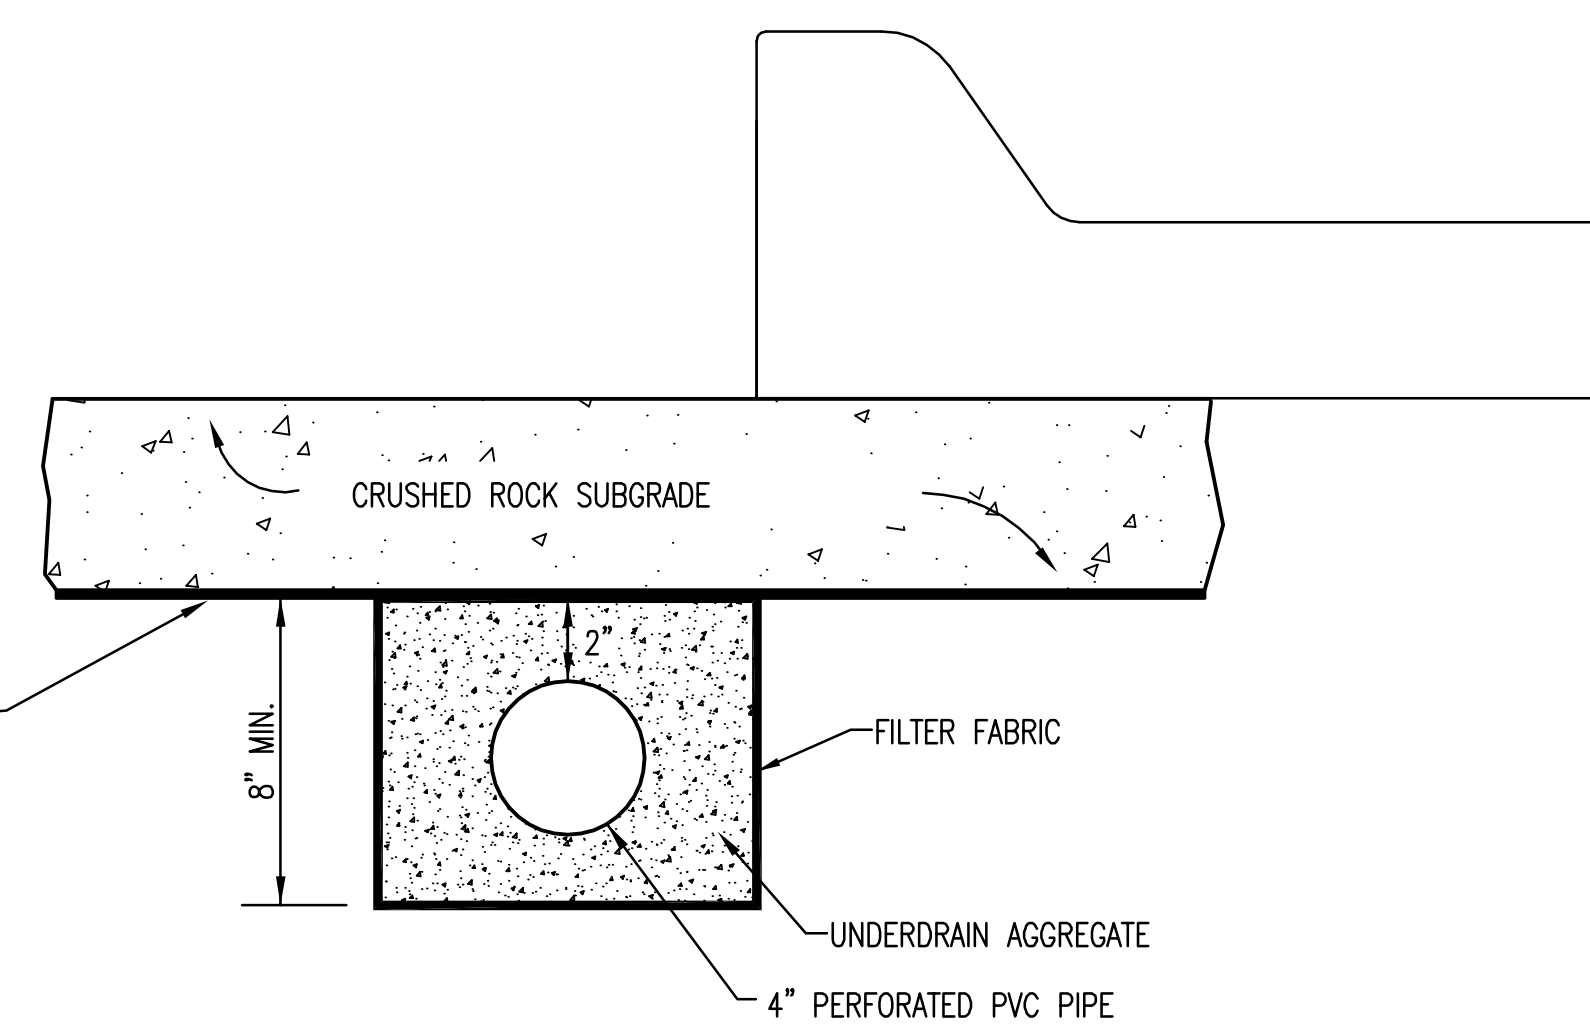 CRUSHED ROCK SUBGRADE
2”
8” MIN.
FILTER FABRIC
UNDERDRAIN AGGREGATE
4” PERFORATED PVC PIPE